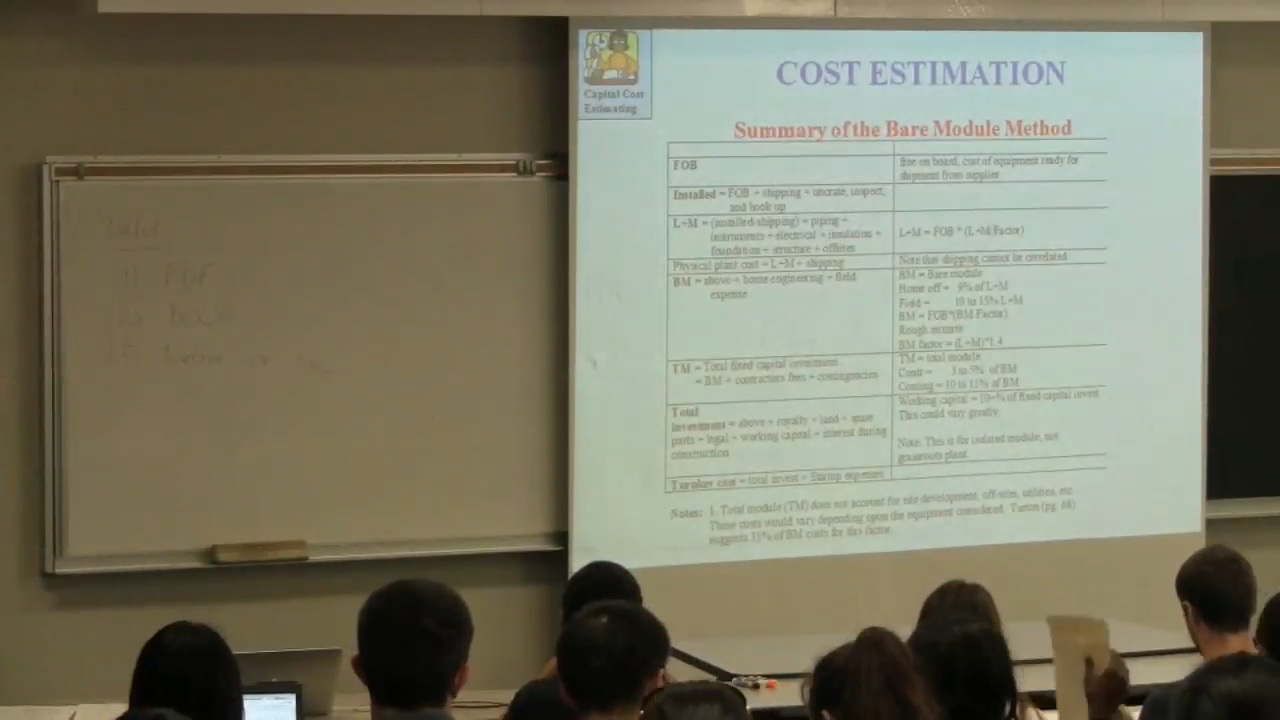 Capital Cost
Estimating
COST ESTIMATION
Summary of the Bare Module Method
FOB
free on board, cost of equipment ready for
shipment from supplier
Installed = FOB + shipping + uncrate, inspect,
and hook up
L+M = (installed-shipping) + piping +
instruments + electrical + insulation +
foundation + structure + offsites
L+M = FOB * (L+M Factor)
Physical plant cost = L+M + shipping
Note that shipping cannot be correlated
BM = above + home engineering + field
expense
BM = Bare module
Home off = 9% of L+M
Field = 10 to 15% L+M
BM = FOB*(BM Factor)
Rough estimate
BM factor = (L+M)*1.4
TM = Total fixed capital investment
= BM + contractors fees + contingencies
TM = total module
Contr = 3 to 5% of BM
Conting = 10 to 15% of BM
Total
investment = above + royalty + land + spare
parts + legal + working capital + interest during
construction
Working capital = of fixed capital invest.
This could vary greatly.
Note: This is for isolated module, not
grassroots plant.
Turnkey cost = total invest + Startup expenses
Notes: 1. Total module (TM) does not account for site development, off-sites, utilities, etc.
These costs would vary depending upon the equipment considered. Turton (pg. 68)
suggests of BM costs for this factor.